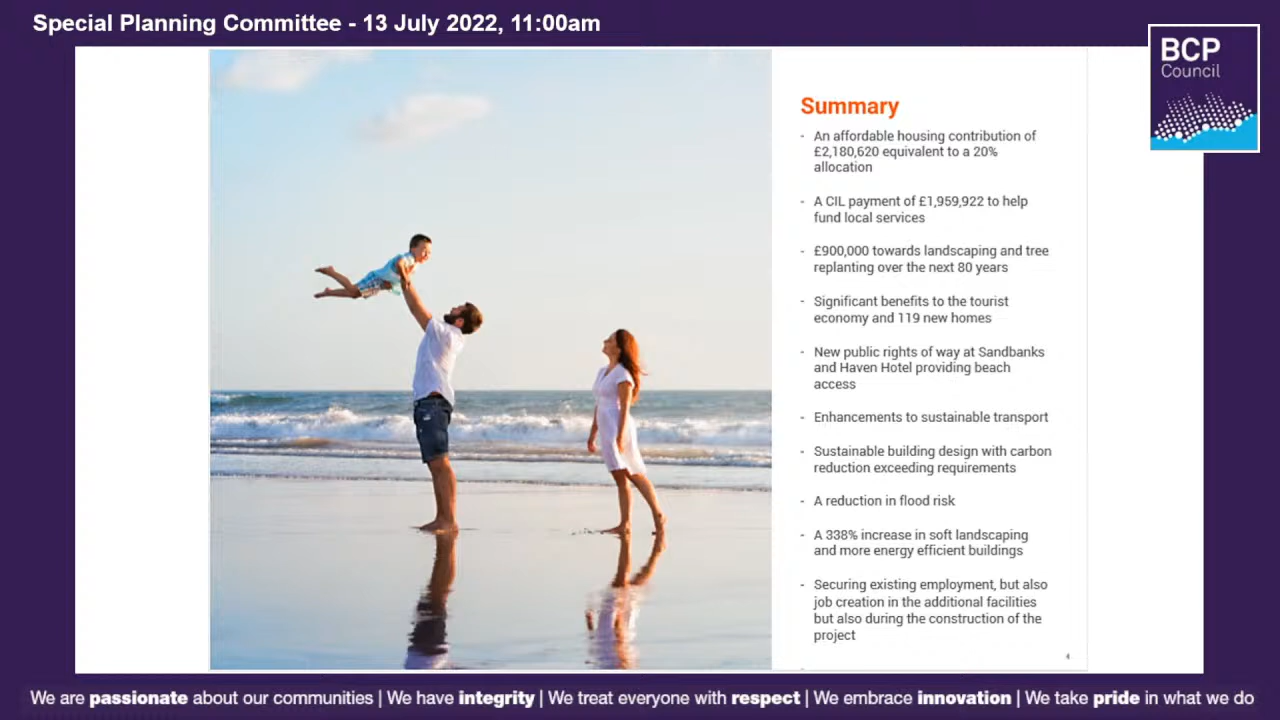 Special Planning Committee - 13 July 2022, 11:00am
BCP
Council
Summary
- An affordable housing contribution of
£2,180,620 equivalent to a 20%
allocation
- A CIL payment of £1,959,922 to help
fund local services
- £900,000 towards landscaping and tree
replanting over the next 80 years
- Significant benefits to the tourist
economy and 119 new homes
- New public rights of way at Sandbanks
and Haven Hotel providing beach
access
- Enhancements to sustainable transport
- Sustainable building design with carbon
reduction exceeding requirements
- A reduction in flood risk
- A 338% increase in soft landscaping
and more energy efficient buildings
- Securing existing employment, but also
job creation in the additional facilities
but also during the construction of the
project
4
We are passionate about our communities | We have integrity | We treat everyone with respect | We embrace innovation | We take pride in what we do